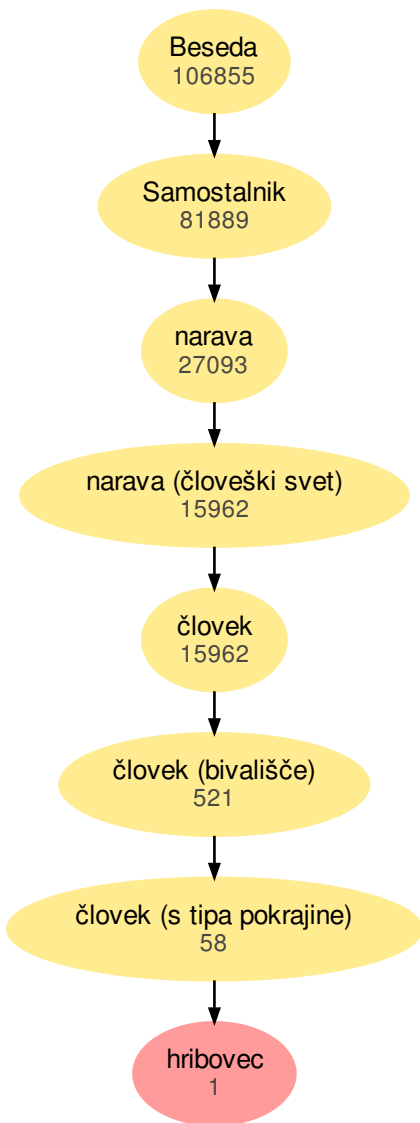 Beseda
106855
Samostalnik
81889
narava
27093
narava (človeški svet)
15962
človek
15962
človek (bivališče)
521
človek (s tipa pokrajine)
58
hribovec
1